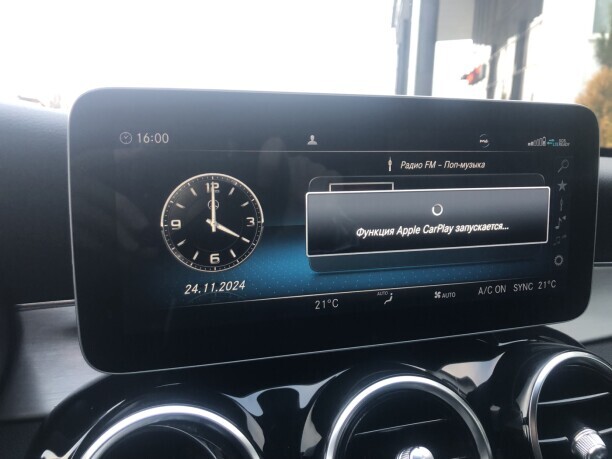 16:00
Радио FM – Поп-музыка
12
3
6
9
Функция Apple CarPlay запускается...
24.11.2024
21°C
AUTO
AUTO
A/C ON
SYNC
21°C